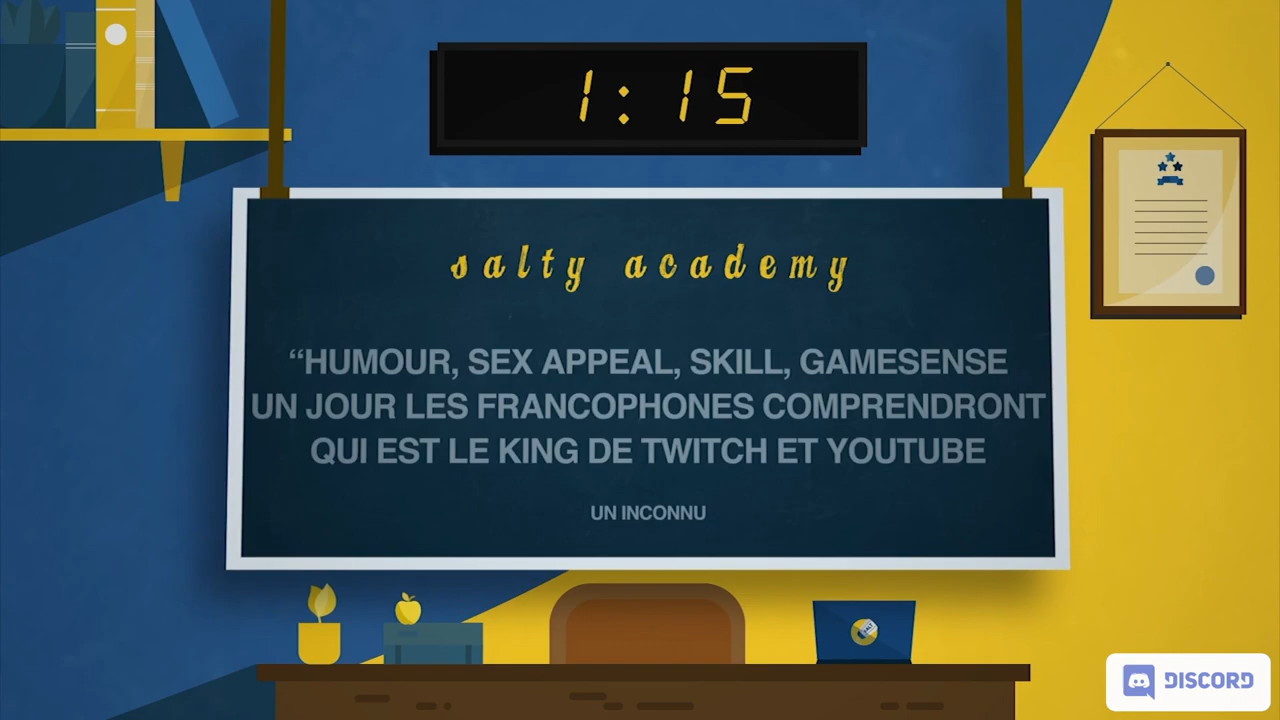 1:15
salty academy
“HUMOUR, SEX APPEAL, SKILL, GAMESENSE
UN JOUR LES FRANCOPHONES COMPRENDRONT
QUI EST LE KING DE TWITCH ET YOUTUBE
UN INCONNU
DISCORD